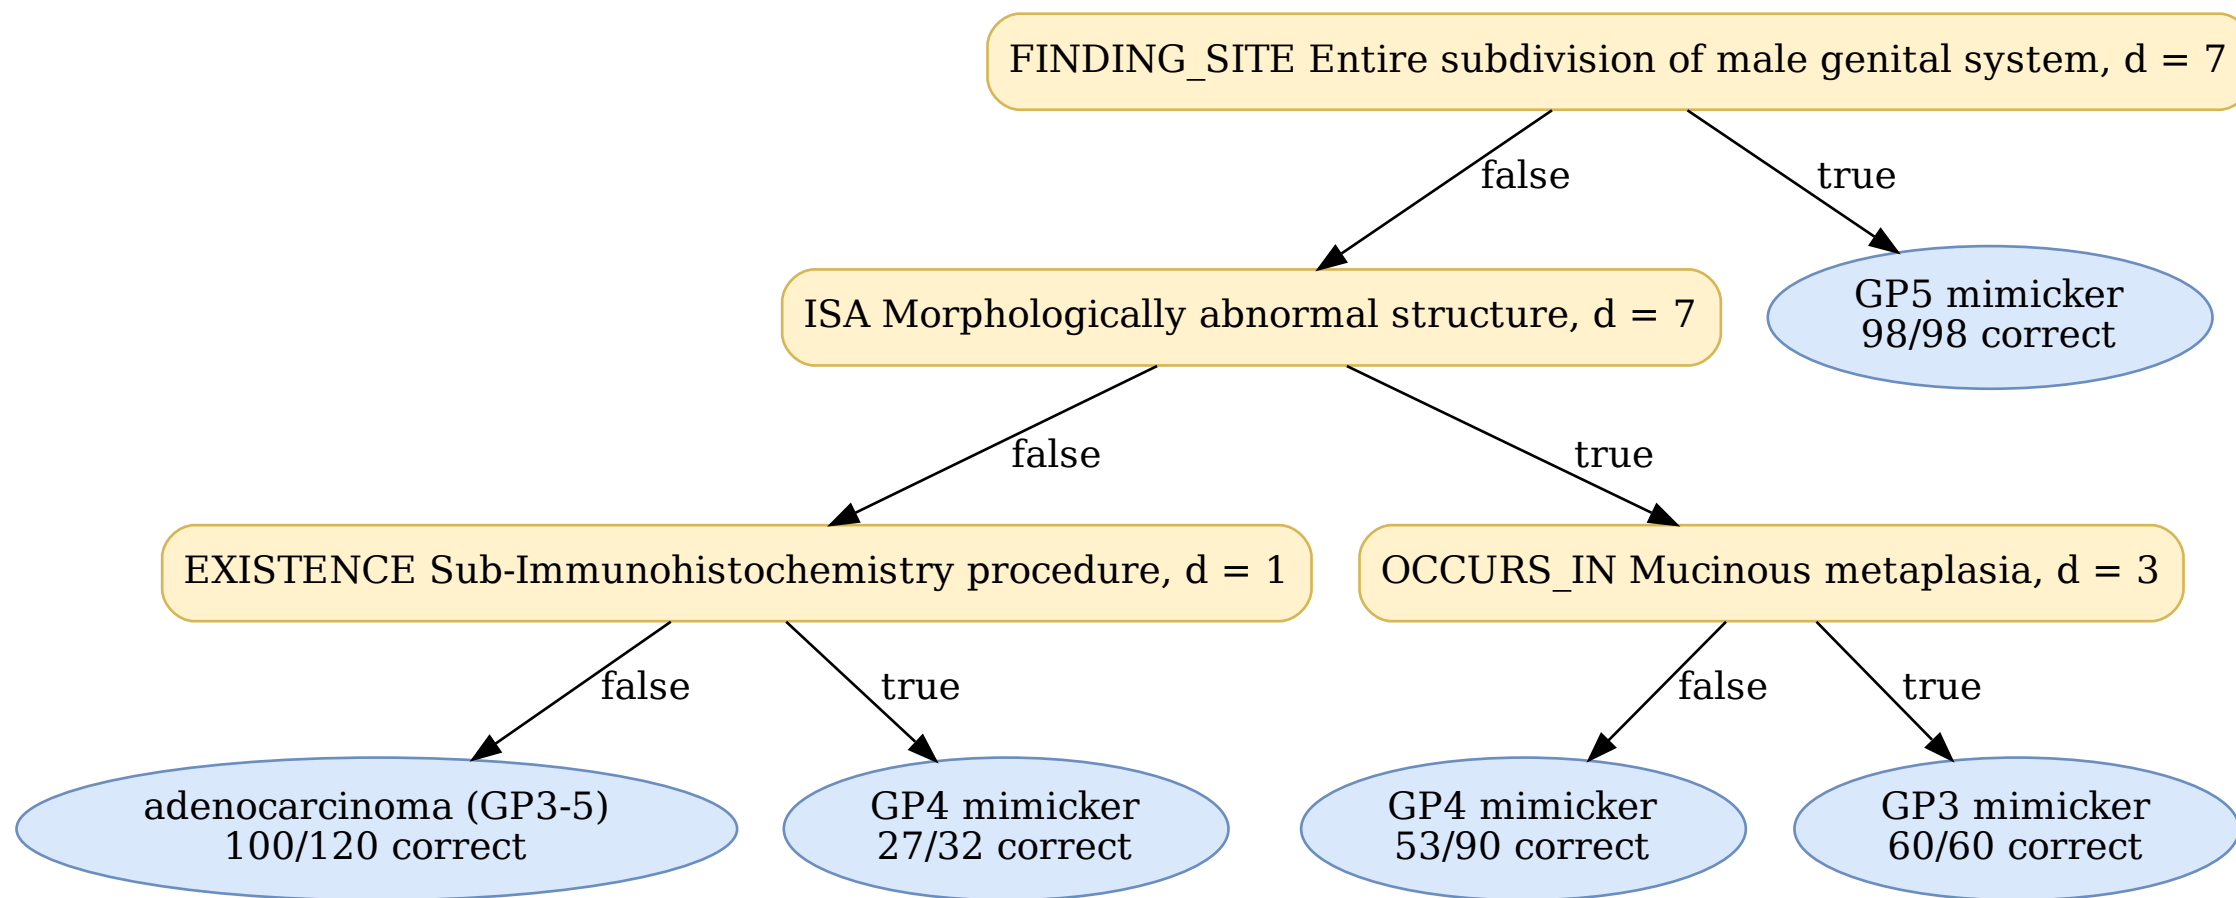 FINDING_SITE Entire subdivision of male genital system, d = 7
false
true
ISA Morphologically abnormal structure, d = 7
GP5 mimicker
98/98 correct
false
true
EXISTENCE Sub-Immunohistochemistry procedure, d = 1
OCCURS_IN Mucinous metaplasia, d = 3
false
true
false
true
adenocarcinoma (GP3-5)
100/120 correct
GP4 mimicker
27/32 correct
GP4 mimicker
53/90 correct
GP3 mimicker
60/60 correct